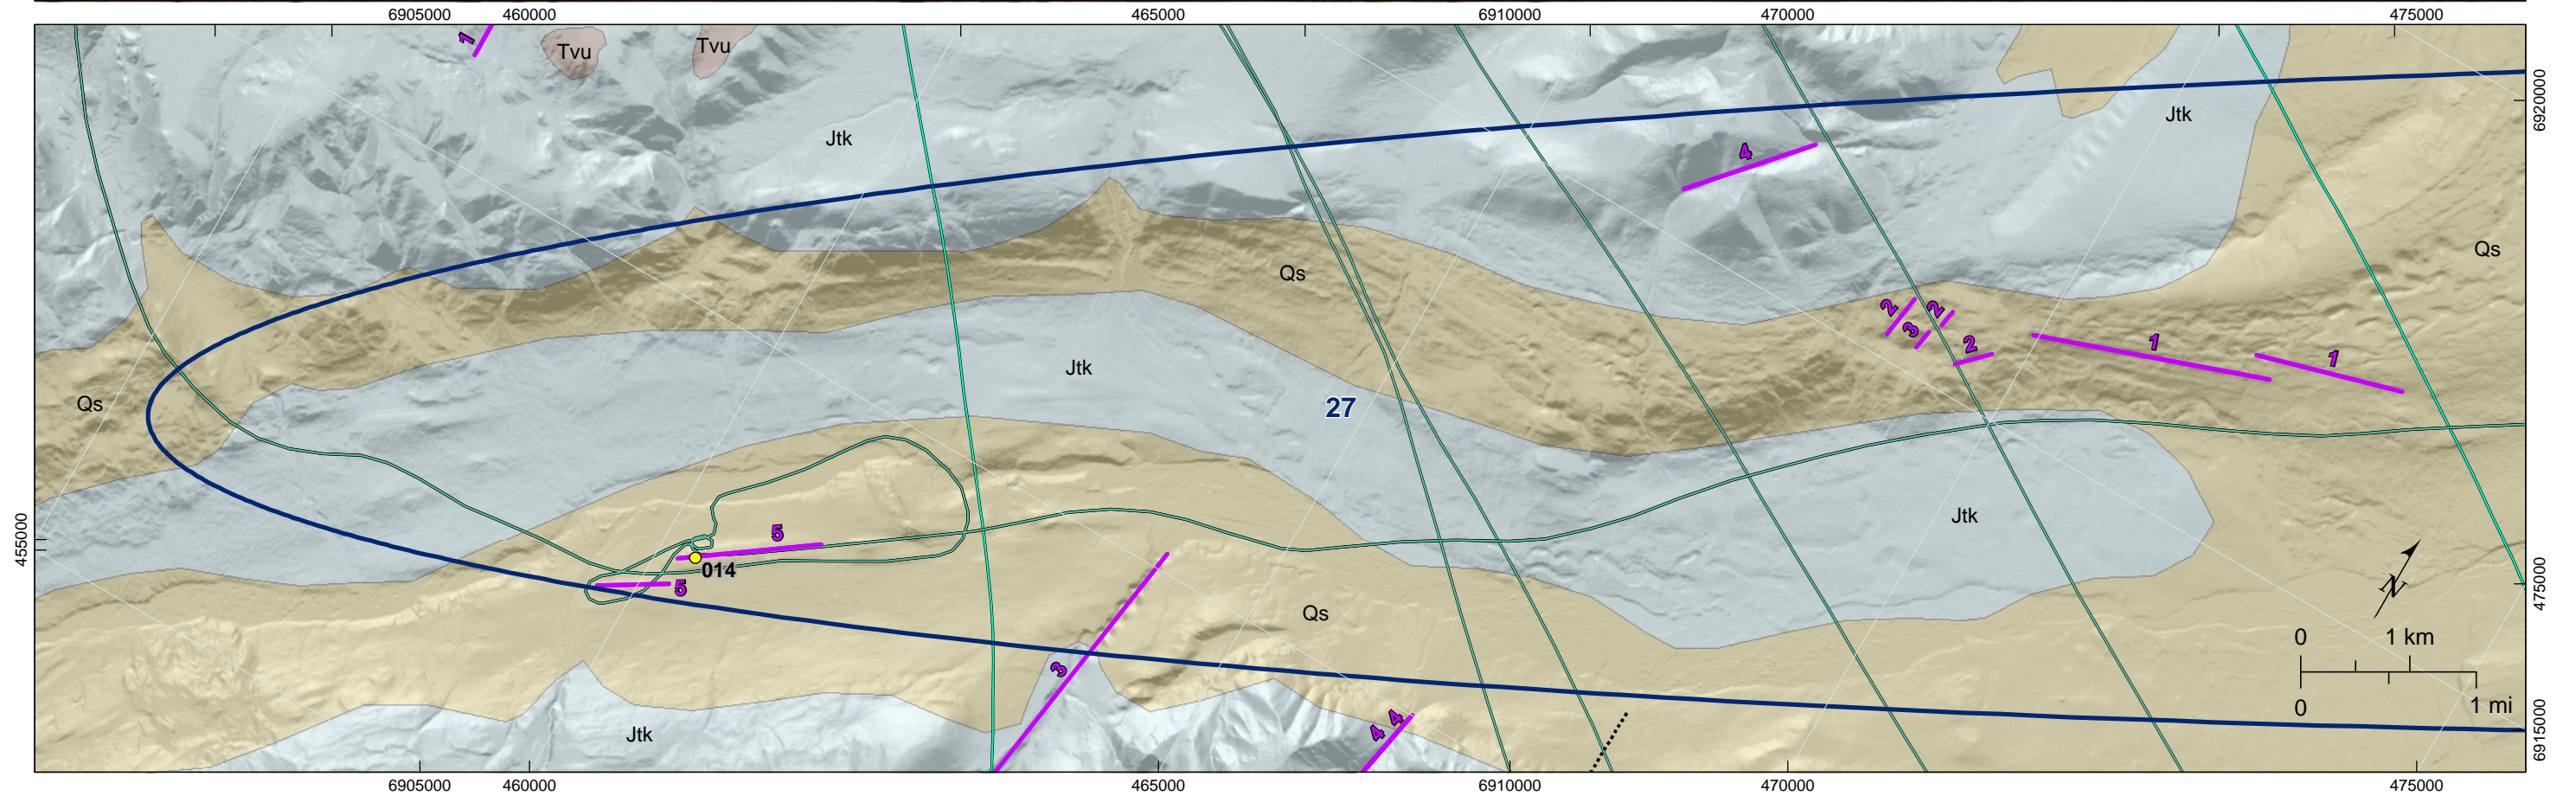 6905000 460000 465000 6910000 470000 475000
1 Tvu Tvu
6920000
Jtk Jtk
4
Qs Qs
2 2
3
2 1 1
Jtk
Qs 27
455000
5 Jtk
014
5
475000
Qs
N
3
0 1 km
0 1 mi
4 4
Jtk
6915000
6905000 460000 465000 6910000 470000 475000